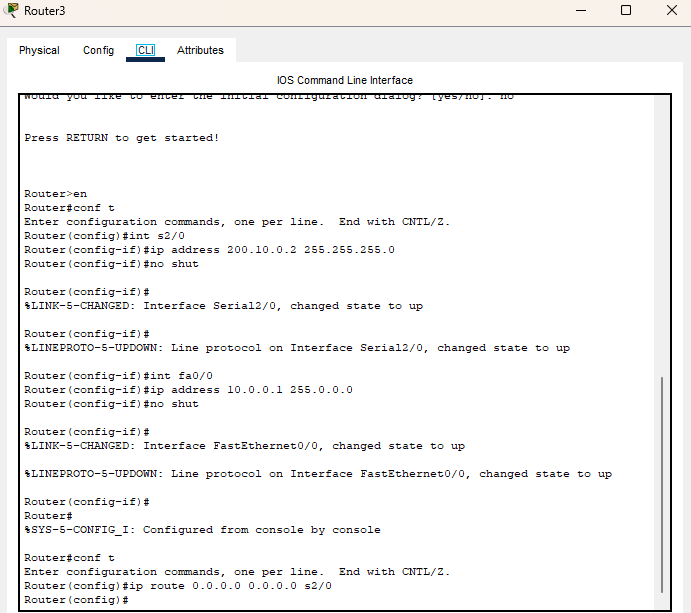 Router3
Physical Config CLI Attributes
IOS Command Line Interface
Would you like to enter the initial configuration dialog? [yes/no]: no
Press RETURN to get started!
Router>en
Router#conf t
Enter configuration commands, one per line.  End with CNTL/Z.
Router(config)#int s2/0
Router(config-if)#ip address 200.10.0.2 255.255.255.0
Router(config-if)#no shut
Router(config-if)#
%LINK-5-CHANGED: Interface Serial2/0, changed state to up
Router(config-if)#
%LINEPROTO-5-UPDOWN: Line protocol on Interface Serial2/0, changed state to up
Router(config-if)#int fa0/0
Router(config-if)#ip address 10.0.0.1 255.0.0.0
Router(config-if)#no shut
Router(config-if)#
%LINK-5-CHANGED: Interface FastEthernet0/0, changed state to up
%LINEPROTO-5-UPDOWN: Line protocol on Interface FastEthernet0/0, changed state to up
Router(config-if)#
Router#
%SYS-5-CONFIG_I: Configured from console by console
Router#conf t
Enter configuration commands, one per line.  End with CNTL/Z.
Router(config)#ip route 0.0.0.0 0.0.0.0 s2/0
Router(config)#